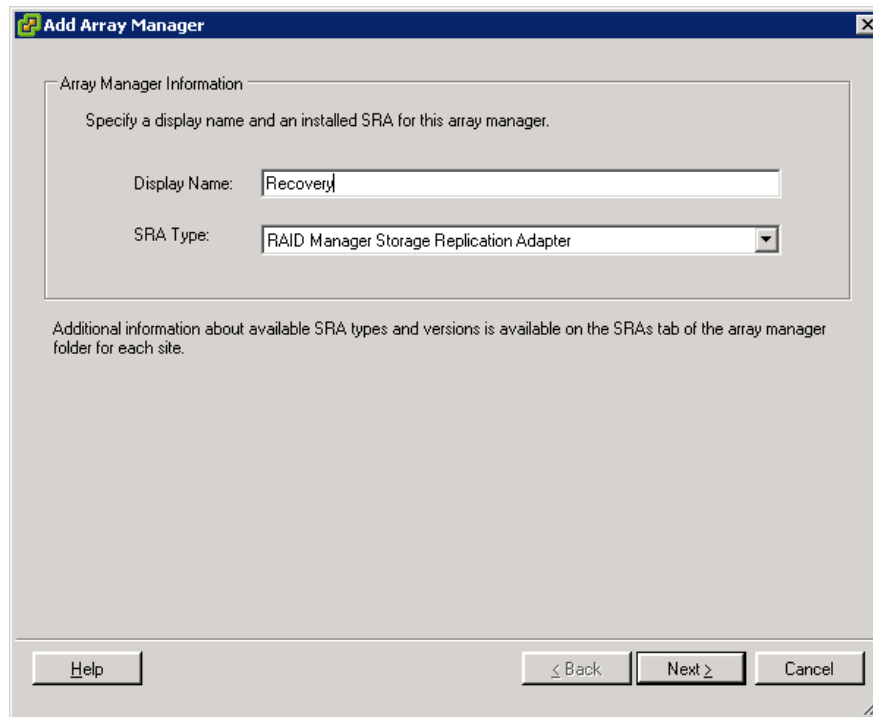 Add Array Manager
Array Manager Information
Specify a display name and an installed SRA for this array manager.
Display Name:
Recovery
SRA Type:
RAID Manager Storage Replication Adapter
Additional information about available SRA types and versions is available on the SRAs tab of the array manager
folder for each site.
Help
< Back
Next >
Cancel